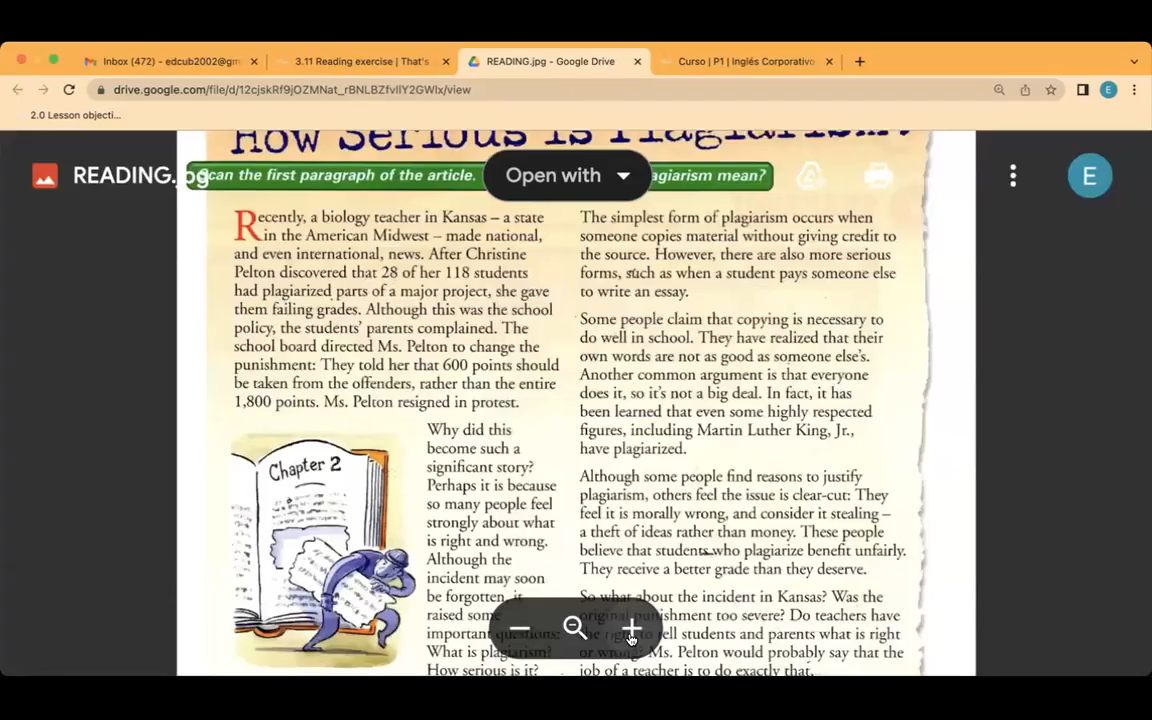 Inbox (472) - edcub2002@gm
3.11 Reading exercise | That's
READING.jpg - Google Drive
Curso | P1 | Inglés Corporativo
drive.google.com/file/d/12cjskRf9jOZMNat_rBNLBZfvIlY2GWlx/view
E
2.0 Lesson objecti...
How Serious Is Plagiarism?
READING.jpg
can the first paragraph of the article.
Open with
agiarism mean?
E
Recently, a biology teacher in Kansas – a state
in the American Midwest – made national,
and even international, news. After Christine
Pelton discovered that 28 of her 118 students
had plagiarized parts of a major project, she gave
them failing grades. Although this was the school
policy, the students' parents complained. The
school board directed Ms. Pelton to change the
punishment: They told her that 600 points should
be taken from the offenders, rather than the entire
1,800 points. Ms. Pelton resigned in protest.
Chapter 2
Why did this
become such a
significant story?
Perhaps it is because
so many people feel
strongly about what
is right and wrong.
Although the
incident may soon
be forgotten, it
raised some
important questions:
What is plagiarism?
How serious is it?
The simplest form of plagiarism occurs when
someone copies material without giving credit to
the source. However, there are also more serious
forms, such as when a student pays someone else
to write an essay.
Some people claim that copying is necessary to
do well in school. They have realized that their
own words are not as good as someone else's.
Another common argument is that everyone
does it, so it's not a big deal. In fact, it has
been learned that even some highly respected
figures, including Martin Luther King, Jr.,
have plagiarized.
Although some people find reasons to justify
plagiarism, others feel the issue is clear-cut: They
feel it is morally wrong, and consider it stealing –
a theft of ideas rather than money. These people
believe that students who plagiarize benefit unfairly.
They receive a better grade than they deserve.
So what about the incident in Kansas? Was the
original punishment too severe? Do teachers have
the right to tell students and parents what is right
or wrong? Ms. Pelton would probably say that the
job of a teacher is to do exactly that.